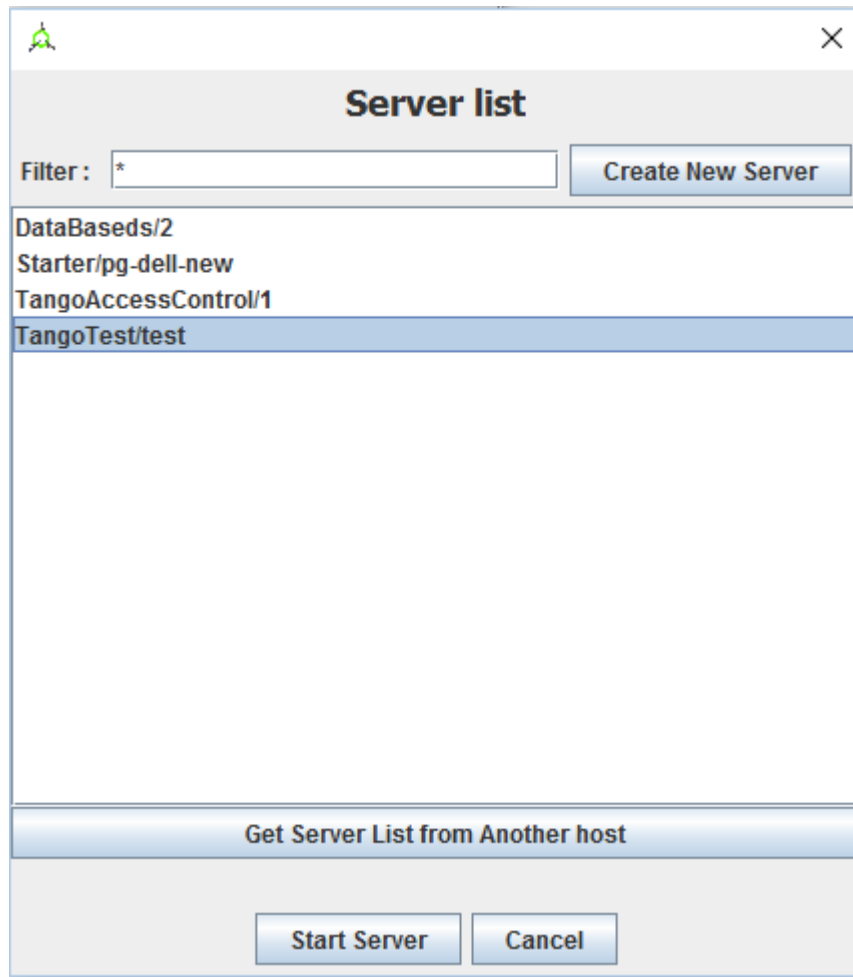 Server list
Filter : * Create New Server
DataBaseds/2
Starter/pg-dell-new
TangoAccessControl/1
TangoTest/test
Get Server List from Another host
Start Server Cancel